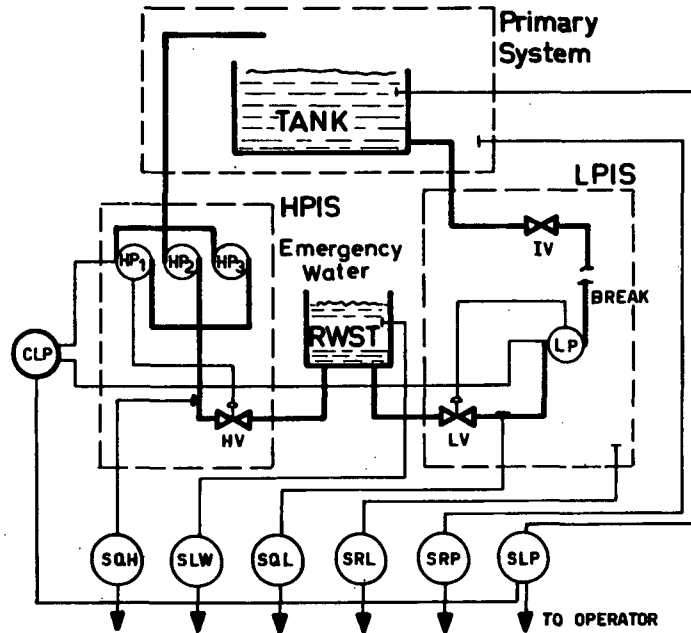 Primary
System
TANK
HPIS
LPIS
HP1
HP2
HP3
Emergency
Water
IV
BREAK
RWST
CLP
LP
HV
LV
SQH
SLW
SQL
SRL
SRP
SLP
TO OPERATOR